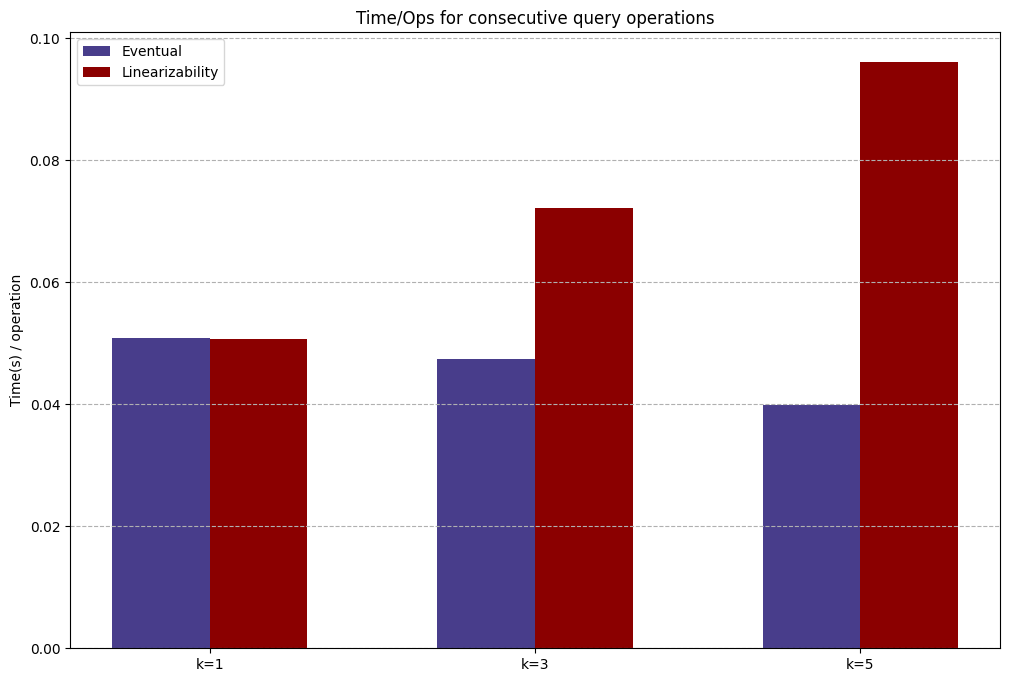 Time/Ops for consecutive query operations
Eventual
Linearizability
Time(s) / operation
0.10
0.08
0.06
0.04
0.02
0.00
k=1
k=3
k=5